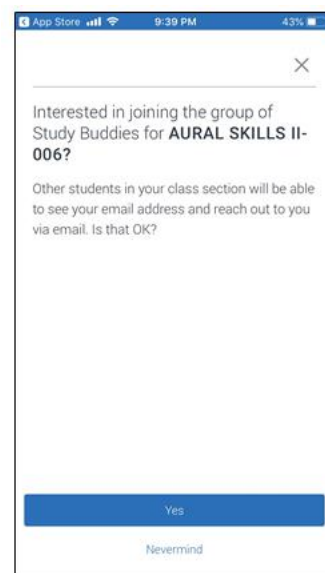 App Store 9:39 PM 43%
Interested in joining the group of
Study Buddies for AURAL SKILLS II-
006?
Other students in your class section will be able
to see your email address and reach out to you
via email. Is that OK?
Yes
Nevermind